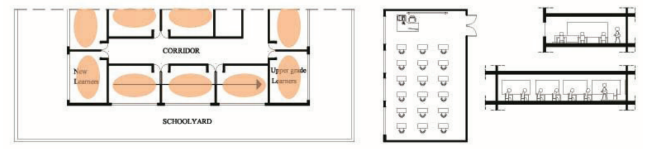 CORRIDOR
New
Learners
Upper grade
Learners
SCHOOLYARD